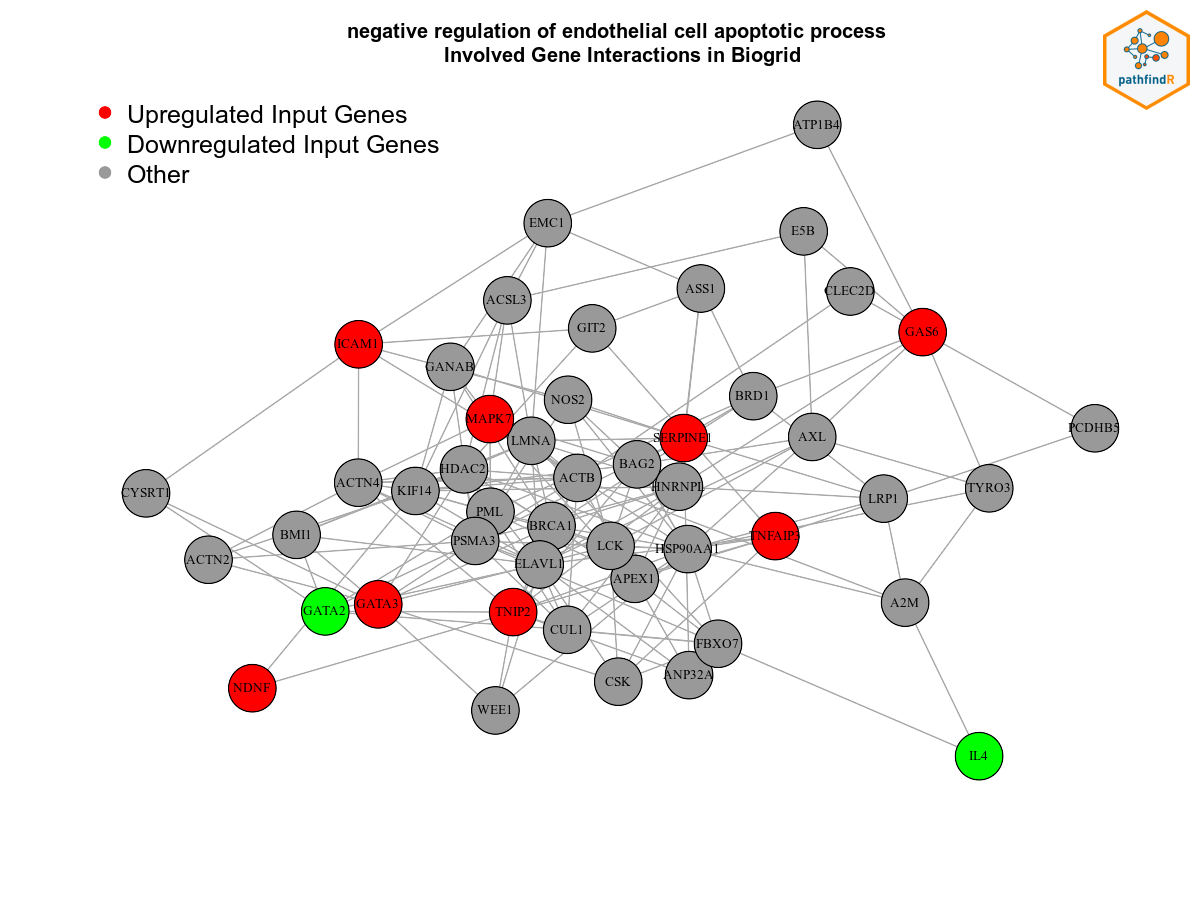 negative regulation of endothelial cell apoptotic process
Involved Gene Interactions in Biogrid
pathfindR
Upregulated Input Genes
Downregulated Input Genes
Other
ATP1B4
EMC1
E5B
ASS1
CLEC2D
ACSL3
GIT2
GAS6
ICAM1
GANAB
NOS2
BRD1
MAPK7
PCDHB5
LMNA
SERPINE1
AXL
BAG2
HDAC2
ACTB
ACTN4
KIF14
HNRNPL
TYRO3
CYSRT1
LRP1
PML
BRCA1
BMI1
TNFAIP3
PSMA3
LCK
HSP90AA1
ACTN2
ELAVL1
APEX1
GATA2
GATA3
TNIP2
A2M
CUL1
FBXO7
NDNF
CSK
ANP32A
WEE1
IL4